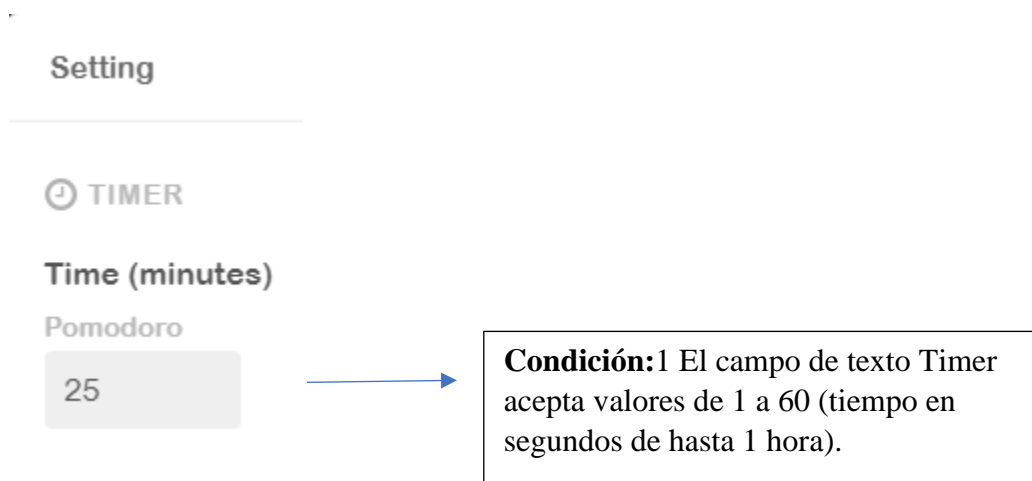 Setting
TIMER
Time (minutes)
Pomodoro
25
Condición:1 El campo de texto Timer
acepta valores de 1 a 60 (tiempo en
segundos de hasta 1 hora).